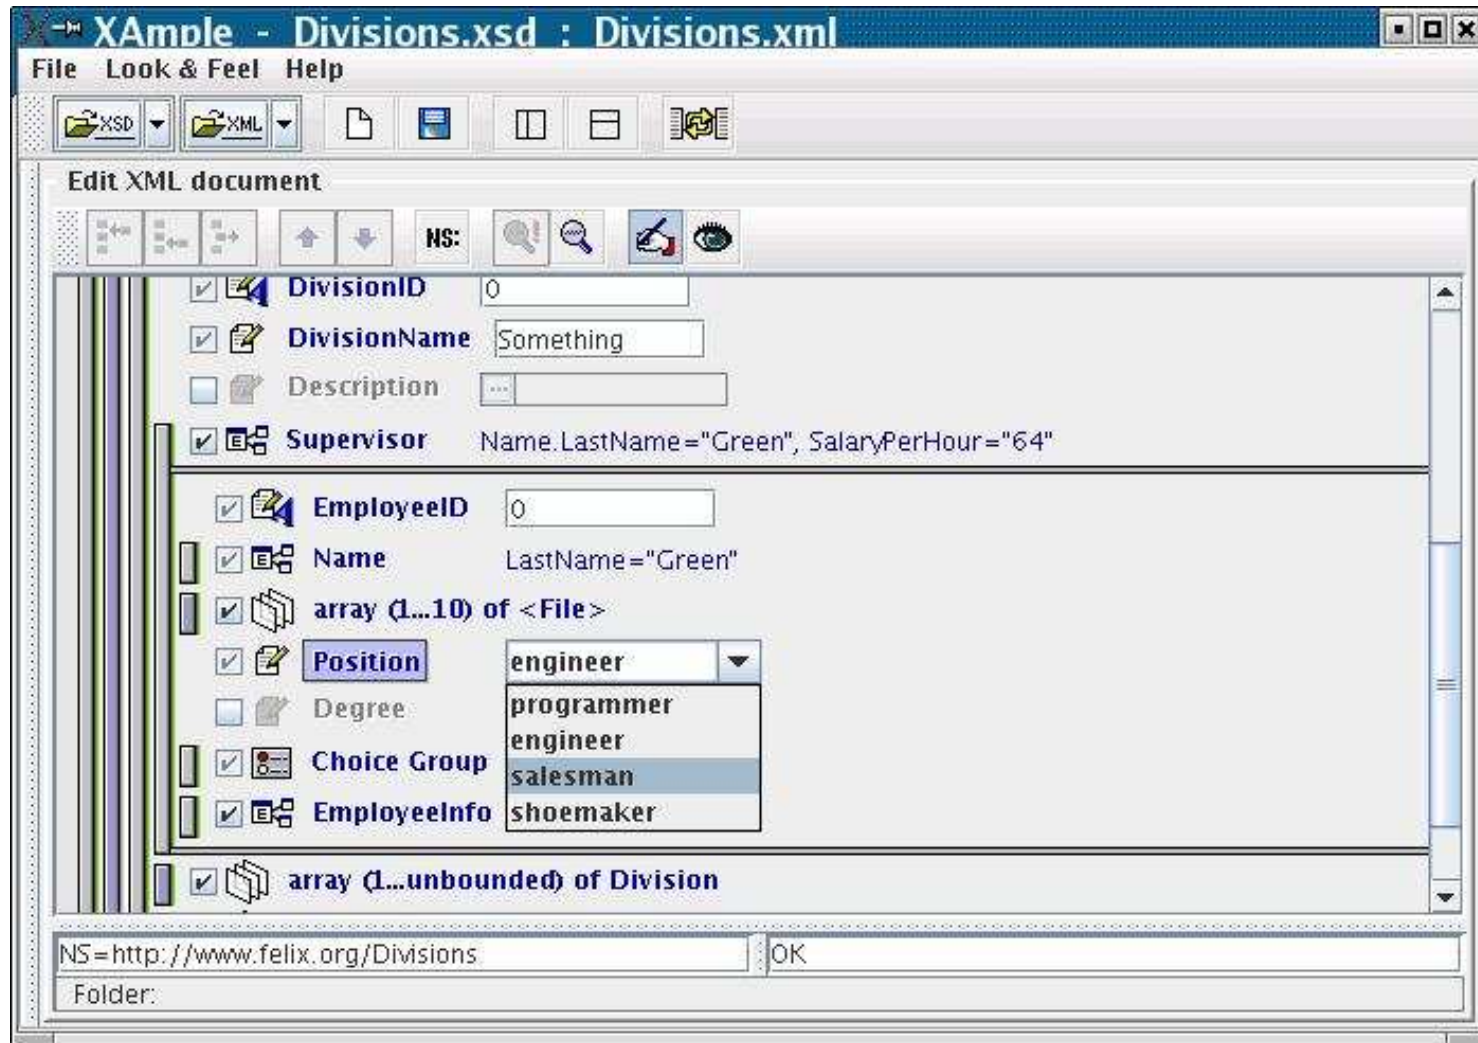 XAmple - Divisions.xsd : Divisions.xml
File Look & Feel Help
XSD XML
Edit XML document
NS:
DivisionID 0
DivisionName Something
Description ...
Supervisor Name.LastName="Green", SalaryPerHour="64"
EmployeeID 0
Name LastName="Green"
array (1...10) of <File>
Position engineer
Degree programmer
engineer
Choice Group salesman
EmployeeInfo shoemaker
array (1...unbounded) of Division
NS=http://www.felix.org/Divisions OK
Folder: